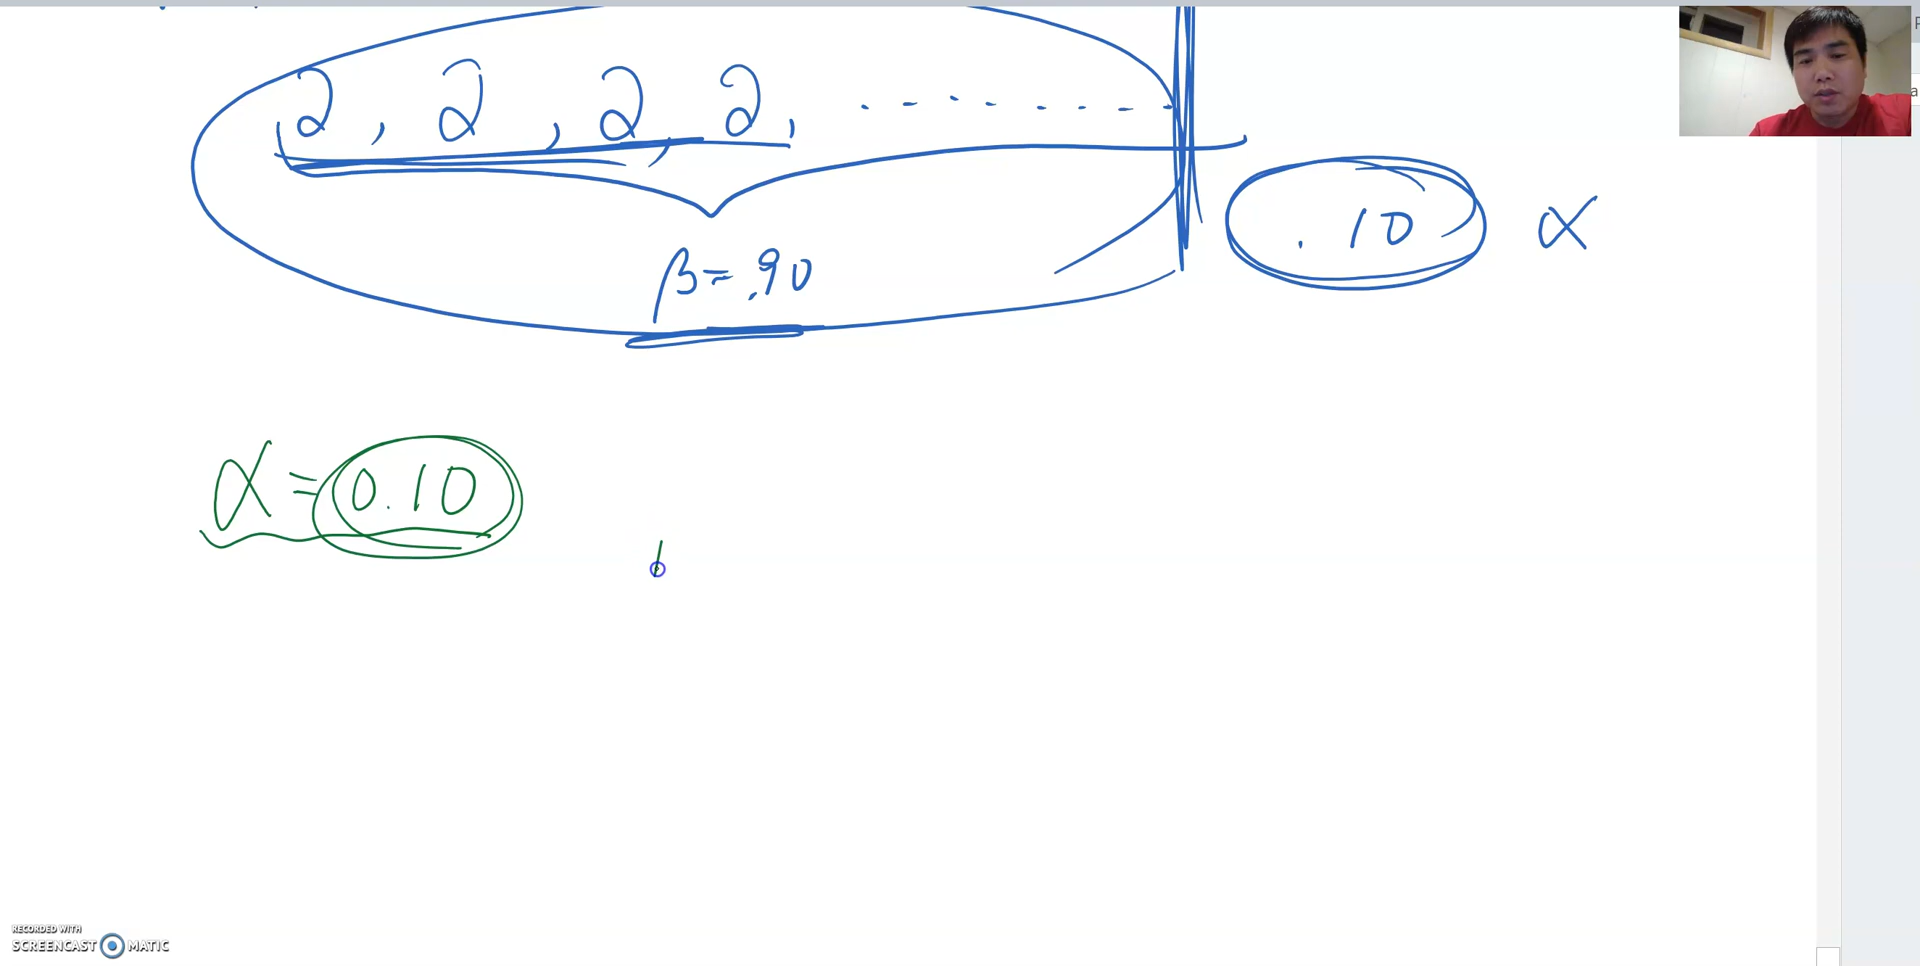 2, 2, 2, 2, ........
.10 α
β=.90
α=0.10
RECORDED WITH
SCREENCAST MATIC